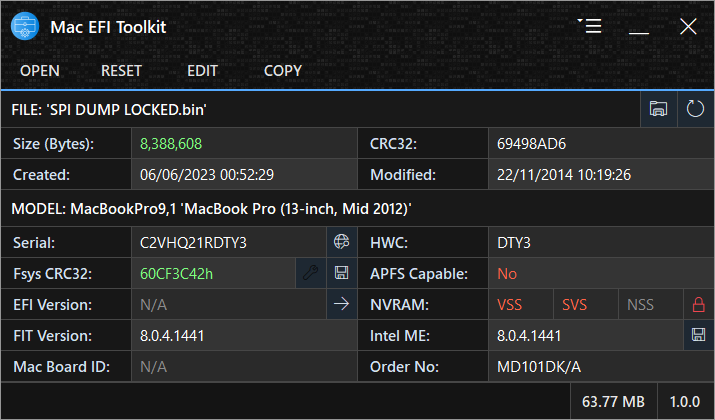 Mac EFI Toolkit
OPEN RESET EDIT COPY
FILE: 'SPI DUMP LOCKED.bin'
Size (Bytes): 8,388,608 CRC32: 69498AD6
Created: 06/06/2023 00:52:29 Modified: 22/11/2014 10:19:26
MODEL: MacBookPro9,1 'MacBook Pro (13-inch, Mid 2012)'
Serial: C2VHQ21RDTY3 HWC: DTY3
Fsys CRC32: 60CF3C42h APFS Capable: No
EFI Version: N/A NVRAM: VSS SVS NSS
FIT Version: 8.0.4.1441 Intel ME: 8.0.4.1441
Mac Board ID: N/A Order No: MD101DK/A
63.77 MB 1.0.0